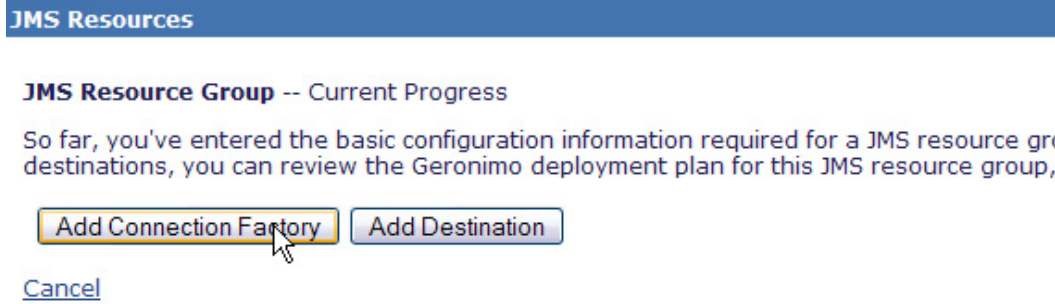 JMS Resources
JMS Resource Group -- Current Progress
So far, you've entered the basic configuration information required for a JMS resource
destinations, you can review the Geronimo deployment plan for this JMS resource group,
Add Connection Factory Add Destination
Cancel